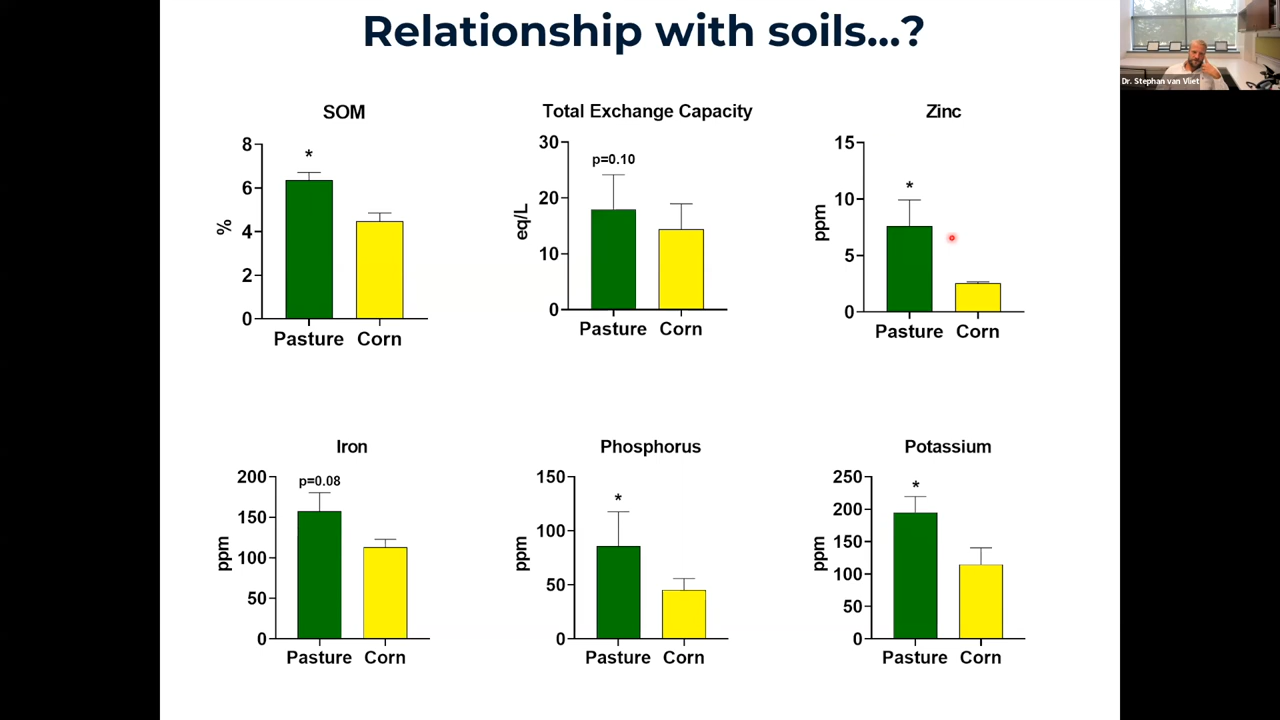 Relationship with soils...?
Dr. Stephan van Vliet
SOM
*
8
6
4
2
0
%
Pasture Corn
Total Exchange Capacity
p=0.10
30
20
10
0
eq/L
Pasture Corn
Zinc
*
15
10
5
0
ppm
Pasture Corn
Iron
p=0.08
200
150
100
50
0
ppm
Pasture Corn
Phosphorus
*
150
100
50
0
ppm
Pasture Corn
Potassium
*
250
200
150
100
50
0
ppm
Pasture Corn